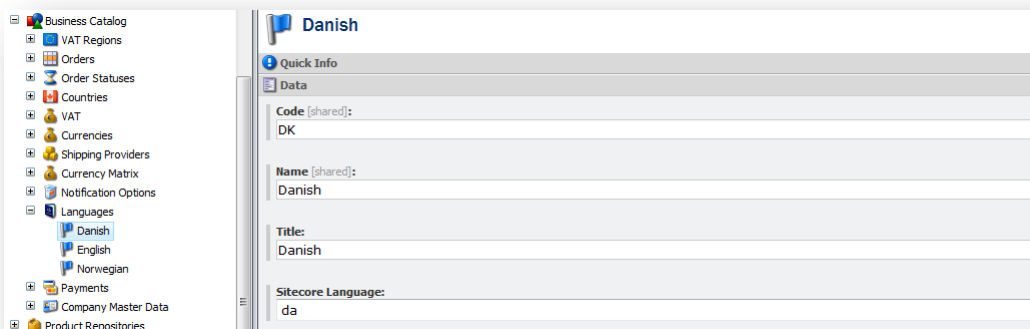 Business Catalog
VAT Regions
Orders
Order Statuses
Countries
VAT
Currencies
Shipping Providers
Currency Matrix
Notification Options
Languages
Danish
English
Norwegian
Payments
Company Master Data
Product Repositories
Danish
Quick Info
Data
Code [shared]:
DK
Name [shared]:
Danish
Title:
Danish
Sitecore Language:
da